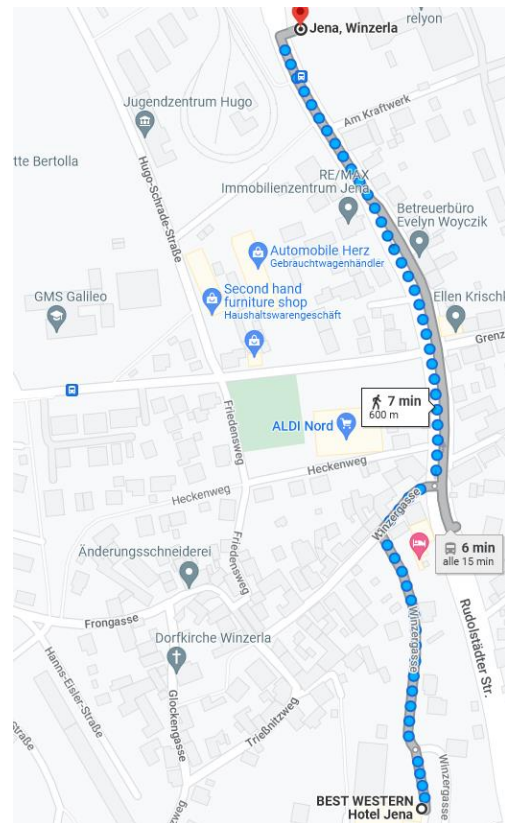 relyon
Jena, Winzerla
Jugendzentrum Hugo
Am Kraftwerk
tte Bertolla
Hugo-Schrade-Straße
RE/MAX
Immobilienzentrum Jena
Betreuerbüro
Evelyn Woyczik
Automobile Herz
Gebrauchtwagenhändler
GMS Galileo
Second hand
furniture shop
Haushaltswarengeschäft
Ellen Krischl
Grenz
7 min
600 m
Friedensweg
ALDI Nord
Heckenweg
Heckenweg
Winzergasse
Änderungsschneiderei
Friedensweg
6 min
alle 15 min
Frongasse
Winzergasse
Rudolstädter Str.
Dorfkirche Winzerla
Hanns-Eisler-Straße
Glockengasse
Trießnitzweg
straße
Winzergasse
BEST WESTERN
Hotel Jena